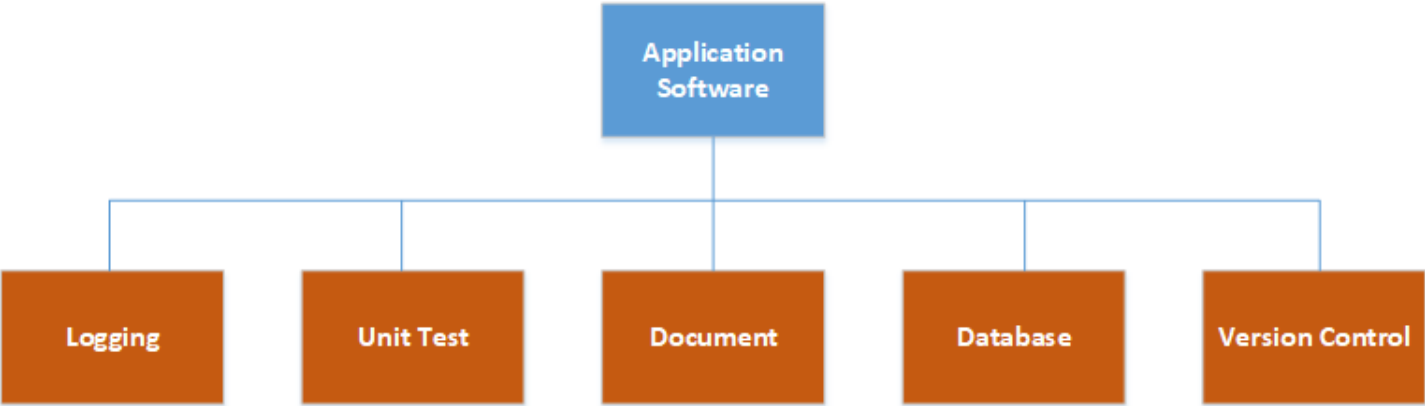 Application
Software
Logging
Unit Test
Document
Database
Version Control